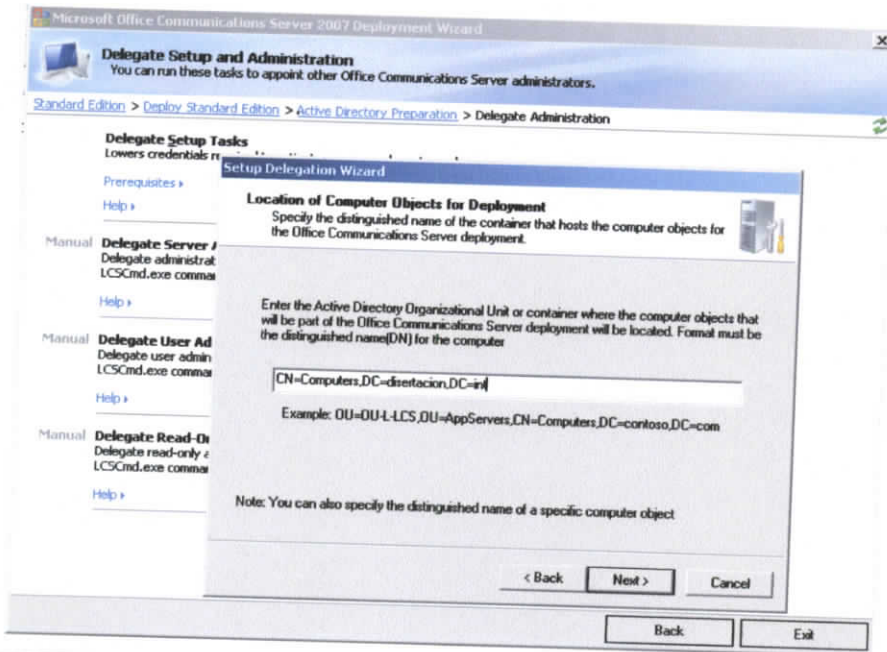 Microsoft Office Communications Server 2007 Deployment Wizard
Delegate Setup and Administration
You can run these tasks to appoint other Office Communications Server administrators.
Standard Edition > Deploy Standard Edition > Active Directory Preparation > Delegate Administration
Delegate Setup Tasks
Lowers credentials
Prerequisites
Help
Manual Delegate Server
Delegate administrat
LCSCmd.exe comma
Help
Manual Delegate User Ad
Delegate user admin
LCSCmd.exe comma
Help
Manual Delegate Read-O
Delegate read-only
LCSCmd.exe comma
Help
Setup Delegation Wizard
Location of Computer Objects for Deployment
Specify the distinguished name of the container that hosts the computer objects for
the Office Communications Server deployment.
Enter the Active Directory Organizational Unit or container where the computer objects that
will be part of the Office Communications Server deployment will be located. Format must be
the distinguished name(DN) for the computer
CN=Computers,DC=disertacion,DC=int
Example: OU=OU-L-LCS,OU=AppServers,CN=Computers,DC=contoso,DC=com
Note: You can also specify the distinguished name of a specific computer object
< Back Next > Cancel
Back Exit